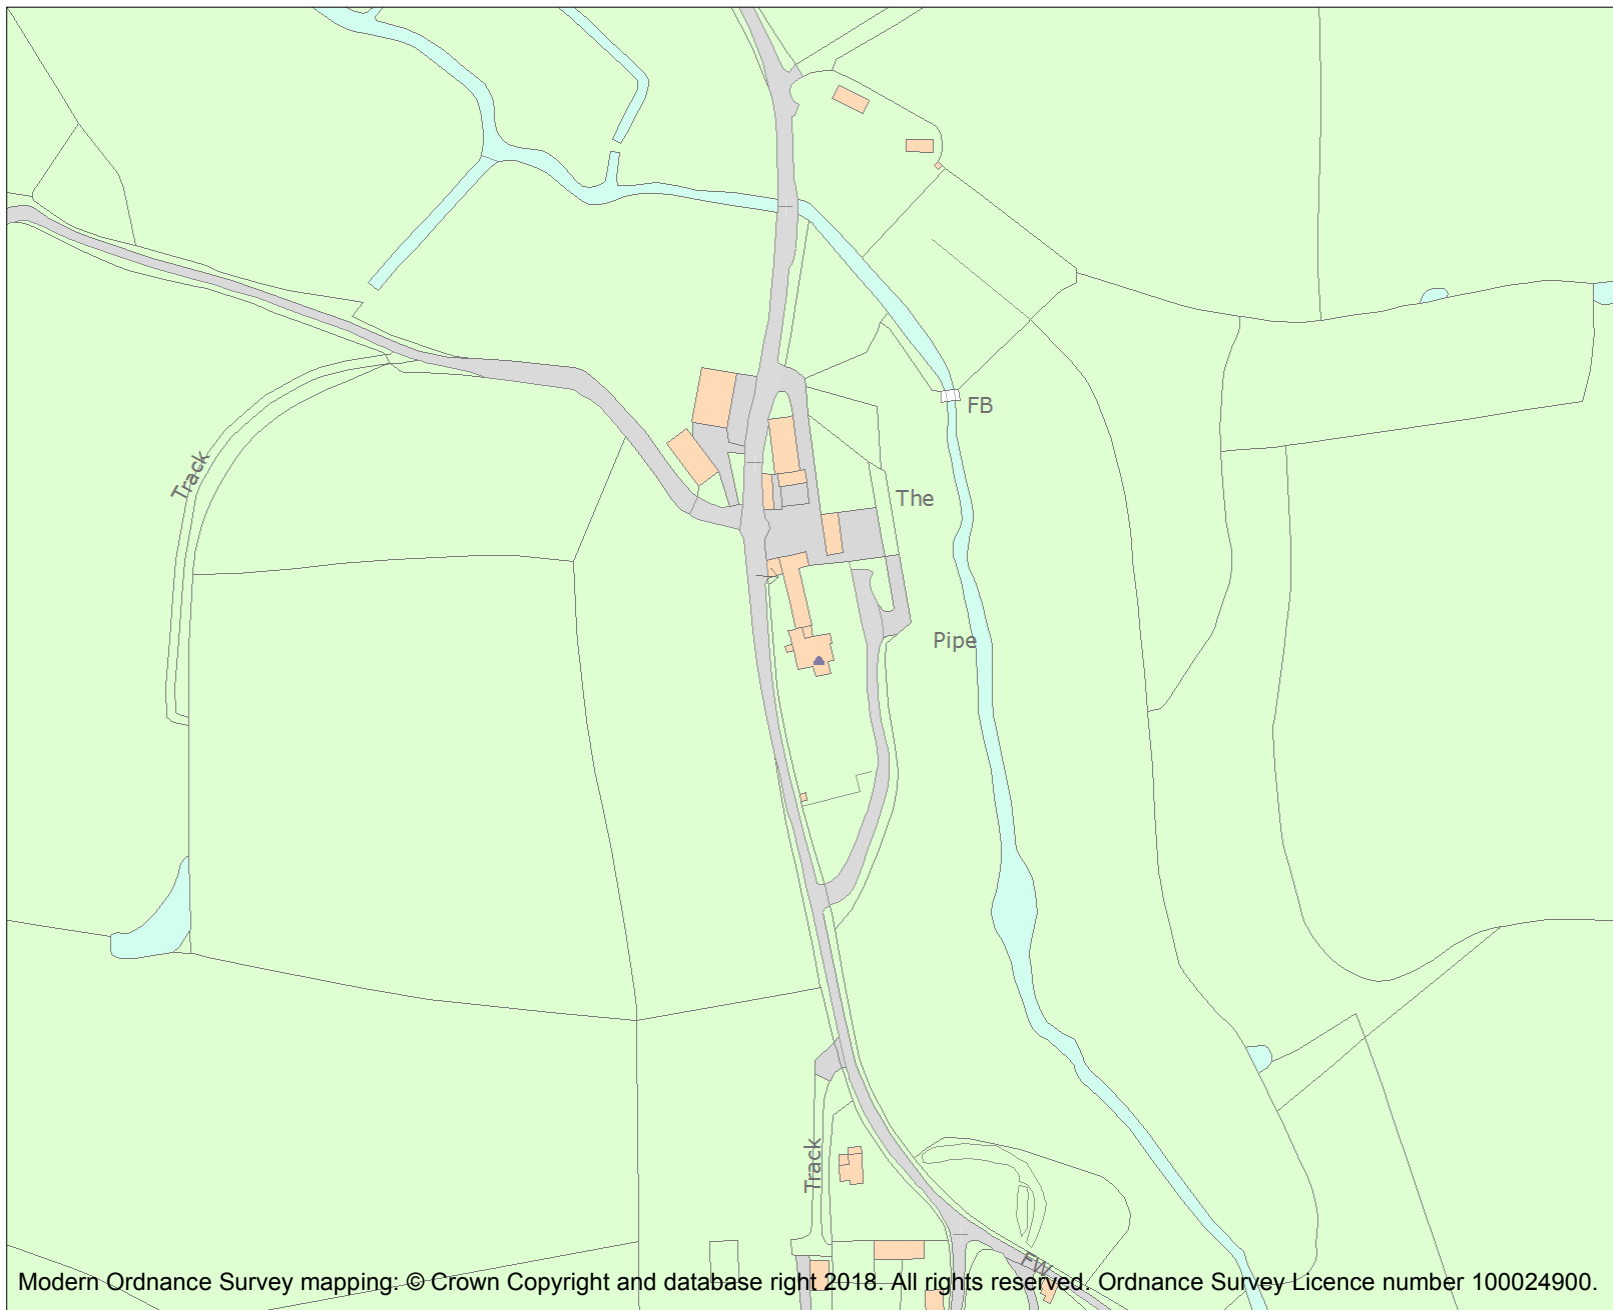 FB
Track
The
Pipe
Track
FW
Modern Ordnance Survey mapping: © Crown Copyright and database right 2018. All rights reserved. Ordnance Survey Licence number 100024900.